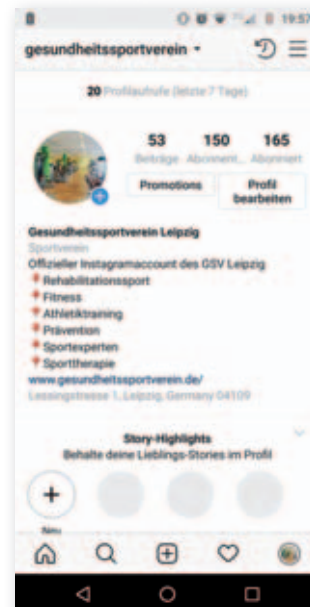 19:57
gesundheitssportverein
20 Profilaufrufe (letzte 7 Tage)
53 150 165
Beiträge Abonnent... Abonniert
Promotions Profil bearbeiten
Gesundheitssportverein Leipzig
Sportverein
Offizieller Instagramaccount des GSV Leipzig
Rehabilitationssport
Fitness
Athletiktraining
Prävention
Sportexperten
Sporttherapie
www.gesundheitssportverein.de/
Lessingstrasse 1, Leipzig, Germany 04109
Story-Highlights
Behalte deine Lieblings-Stories im Profil
Neu